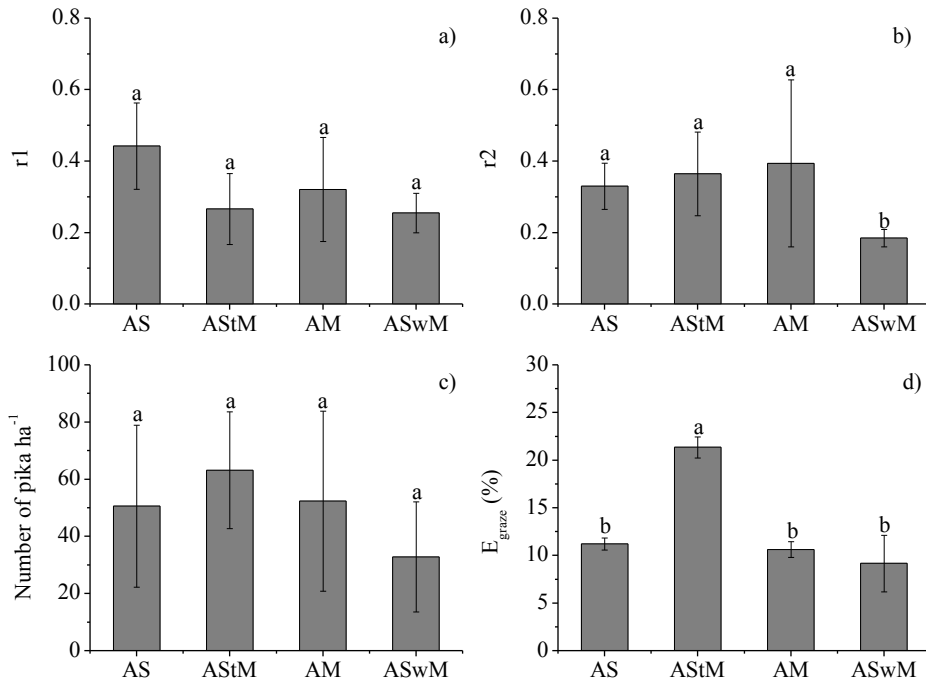 a)
0.8
0.6
0.4
0.2
0.0
r1
a
a
a
a
AS
AStM
AM
ASwM
b)
0.8
0.6
0.4
0.2
0.0
r2
a
a
a
b
AS
AStM
AM
ASwM
c)
100
80
60
40
20
0
Number of pika ha⁻¹
a
a
a
a
AS
AStM
AM
ASwM
d)
30
25
20
15
10
5
0
E graze (%)
b
a
b
b
AS
AStM
AM
ASwM